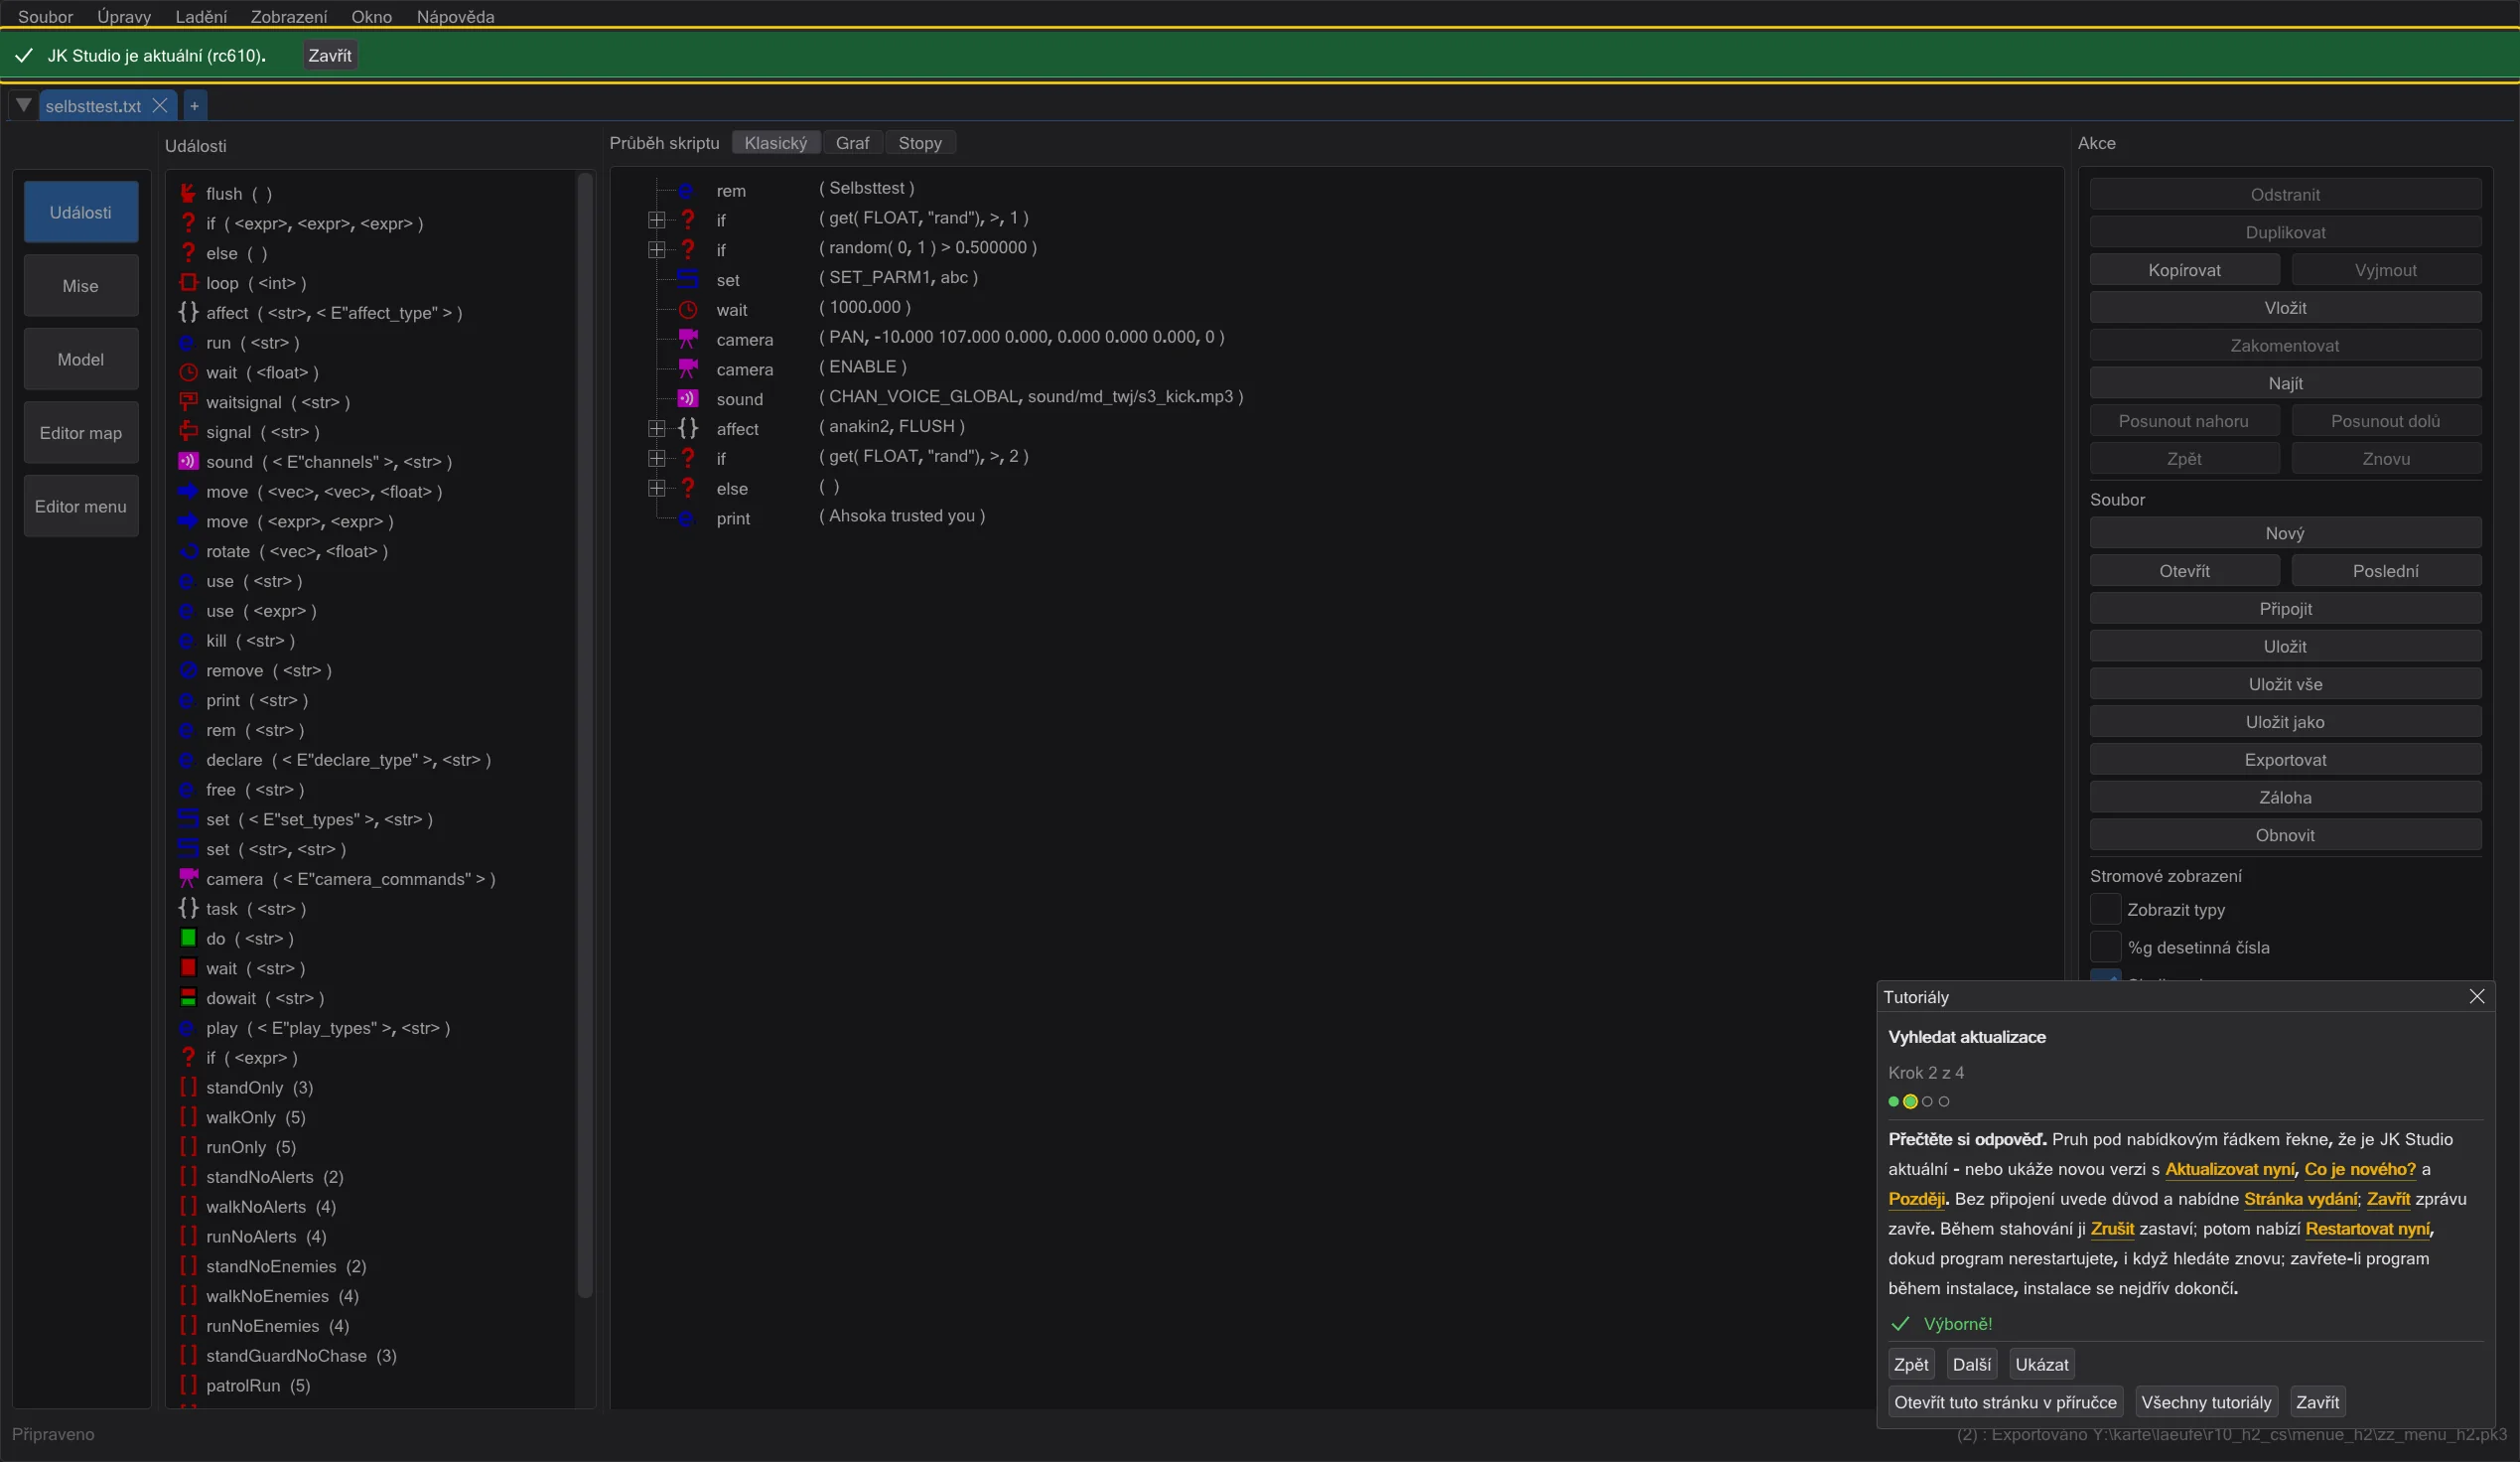 Soubor Úpravy Ladění Zobrazení Okno Nápověda
JK Studio je aktuální (rc610). Zavřít
selbsttest.txt +
Události
Mise
Model
Editor map
Editor menu
Události
flush ( )
if ( <expr>, <expr>, <expr> )
else ( )
loop ( <int> )
{} affect ( <str>, < E"affect_type" > )
run ( <str> )
wait ( <float> )
waitsignal ( <str> )
signal ( <str> )
sound ( < E"channels" >, <str> )
move ( <vec>, <vec>, <float> )
move ( <expr>, <expr> )
rotate ( <vec>, <float> )
use ( <str> )
use ( <expr> )
kill ( <str> )
remove ( <str> )
print ( <str> )
rem ( <str> )
declare ( < E"declare_type" >, <str> )
free ( <str> )
set ( < E"set_types" >, <str> )
set ( <str>, <str> )
camera ( < E"camera_commands" > )
{} task ( <str> )
do ( <str> )
wait ( <str> )
dowait ( <str> )
play ( < E"play_types" >, <str> )
if ( <expr> )
[ ] standOnly (3)
[ ] walkOnly (5)
[ ] runOnly (5)
[ ] standNoAlerts (2)
[ ] walkNoAlerts (4)
[ ] runNoAlerts (4)
[ ] standNoEnemies (2)
[ ] walkNoEnemies (4)
[ ] runNoEnemies (4)
[ ] standGuardNoChase (3)
[ ] patrolRun (5)
Průběh skriptu Klasický Graf Stopy
rem ( Selbsttest )
if ( get( FLOAT, "rand"), >, 1 )
if ( random( 0, 1 ) > 0.500000 )
set ( SET_PARM1, abc )
wait ( 1000.000 )
camera ( PAN, -10.000 107.000 0.000, 0.000 0.000 0.000, 0 )
camera ( ENABLE )
sound ( CHAN_VOICE_GLOBAL, sound/md_twj/s3_kick.mp3 )
{} affect ( anakin2, FLUSH )
if ( get( FLOAT, "rand"), >, 2 )
else ( )
print ( Ahsoka trusted you )
Akce
Odstranit
Duplikovat
Kopírovat Vyjmout
Vložit
Zakomentovat
Najít
Posunout nahoru Posunout dolů
Zpět Znovu
Soubor
Nový
Otevřít Poslední
Připojit
Uložit
Uložit vše
Uložit jako
Exportovat
Záloha
Obnovit
Stromové zobrazení
Zobrazit typy
%g desetinná čísla
Tutoriály
Vyhledat aktualizace
Krok 2 z 4
Přečtěte si odpověď. Pruh pod nabídkovým řádkem řekne, že je JK Studio
aktuální - nebo ukáže novou verzi s Aktualizovat nyní, Co je nového? a
Později. Bez připojení uvede důvod a nabídne Stránka vydání; Zavřít zprávu
zavře. Během stahování ji Zrušit zastaví; potom nabízí Restartovat nyní,
dokud program nerestartujete, i když hledáte znovu; zavřete-li program
během instalace, instalace se nejdřív dokončí.
Výborně!
Zpět Další Ukázat
Otevřít tuto stránku v příručce Všechny tutoriály Zavřít
Připraveno
(2) : Exportováno Y:\karte\laeufe\r10_h2_cs\menue_h2\zz_menu_h2.pk3